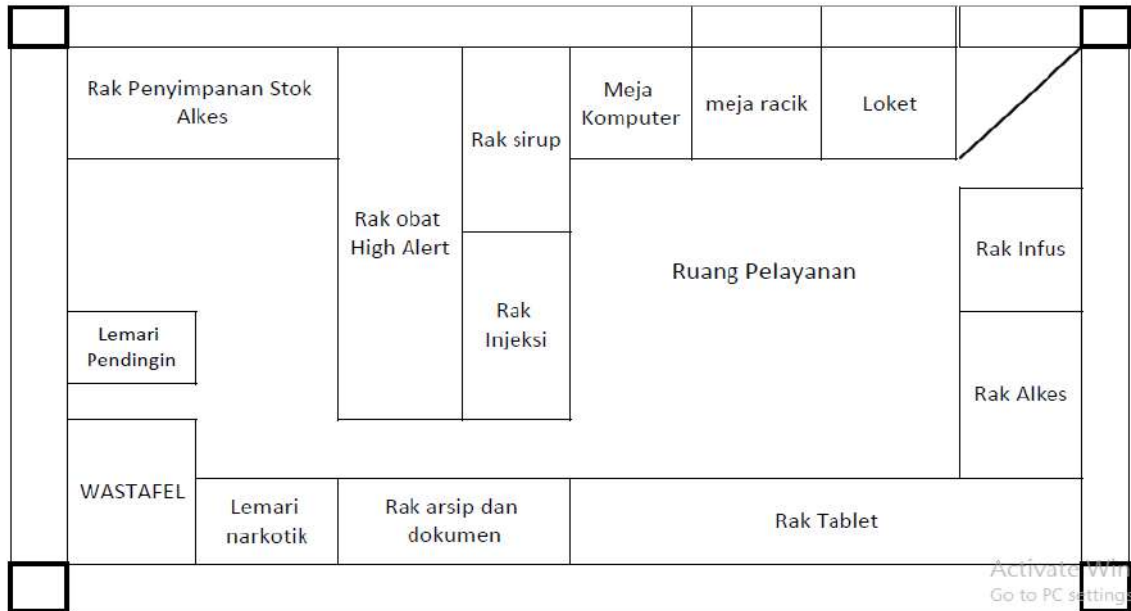 Rak Penyimpanan Stok
Alkes
Rak obat
High Alert
Rak sirup
Rak
Injeksi
Meja
Komputer
meja racik
Loket
Ruang Pelayanan
Rak Infus
Rak Alkes
Lemari
Pendingin
WASTAFEL
Lemari
narkotik
Rak arsip dan
dokumen
Rak Tablet
Activate Win
Go to PC settings